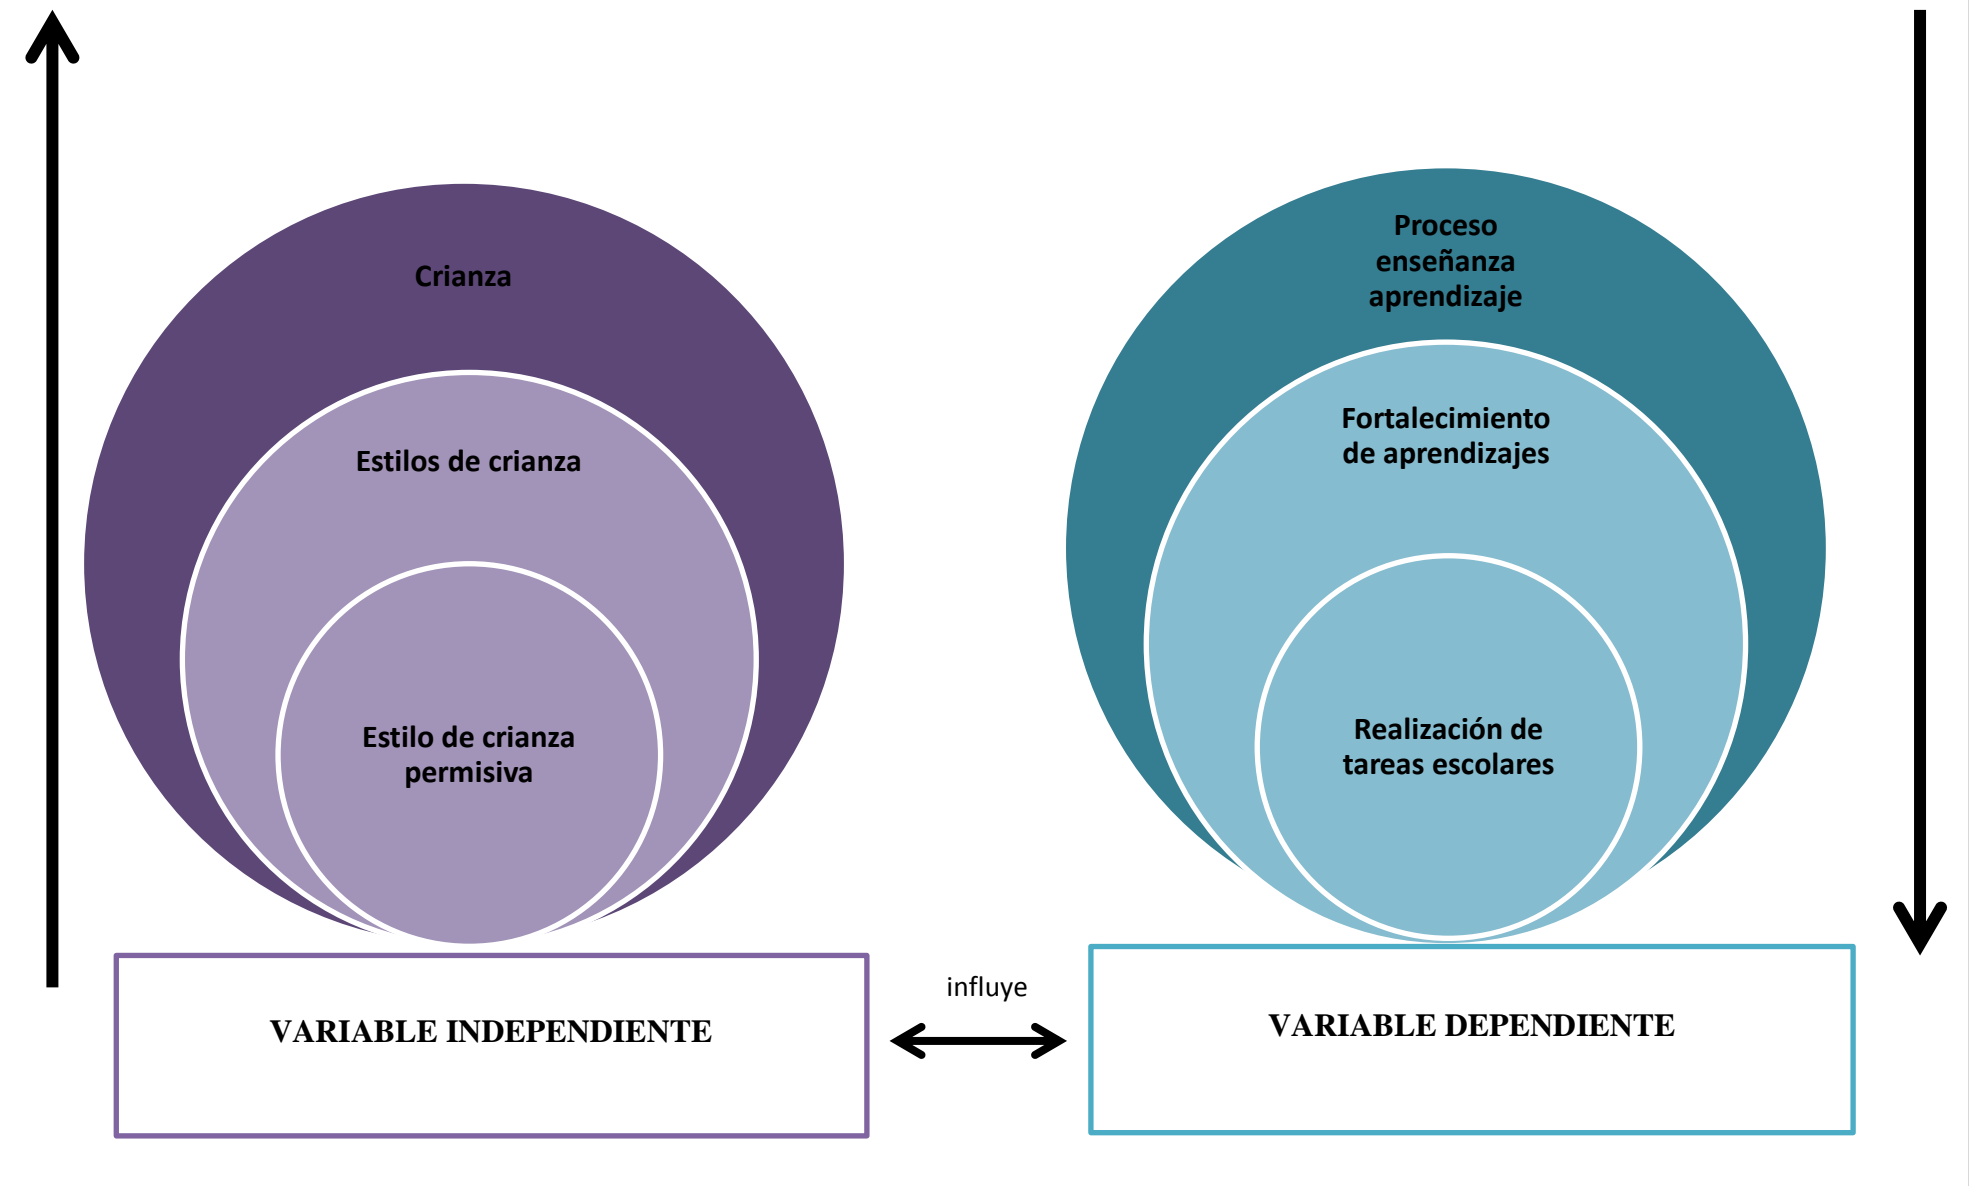 Crianza
Estilos de crianza
Estilo de crianza
permisiva
Proceso
enseñanza
aprendizaje
Fortalecimiento
de aprendizajes
Realización de
tareas escolares
VARIABLE INDEPENDIENTE
influye
VARIABLE DEPENDIENTE